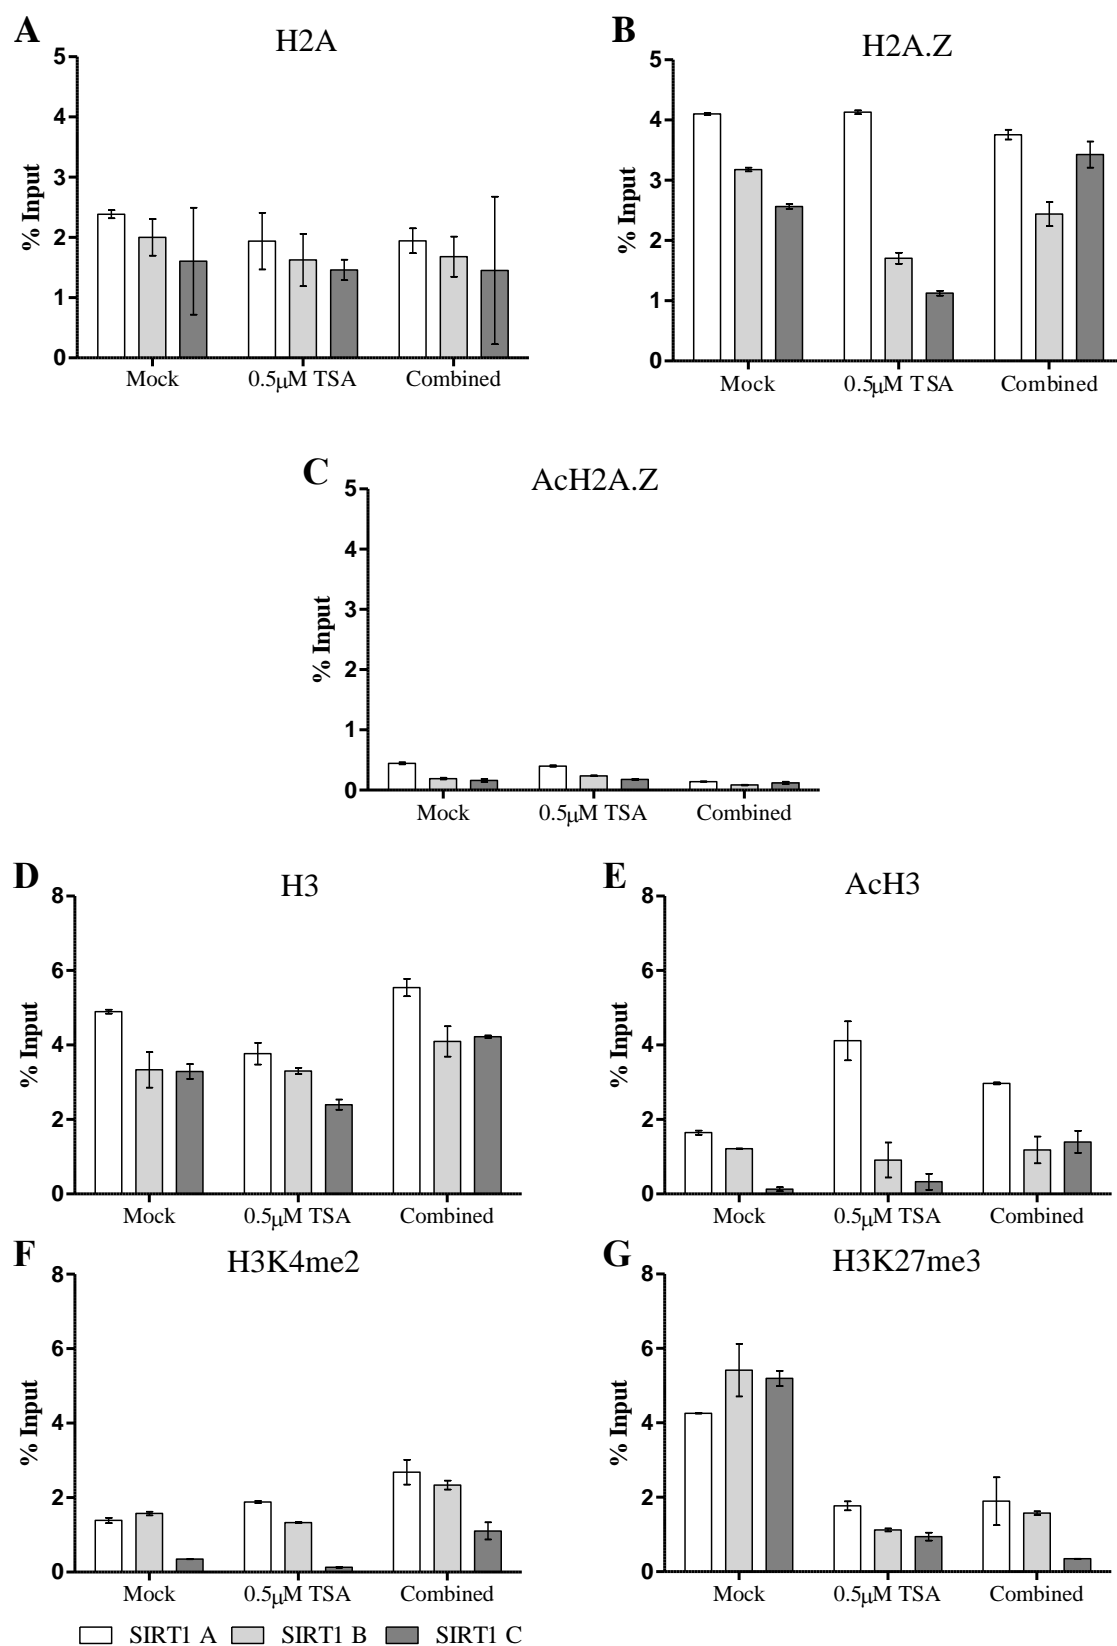 A
H2A
5
4
3
2
1
0
% Input
Mock
0.5μM TSA
Combined
B
H2A.Z
5
4
3
2
1
0
% Input
Mock
0.5μM TSA
Combined
C
AcH2A.Z
5
4
3
2
1
0
% Input
Mock
0.5μM TSA
Combined
D
H3
8
6
4
2
0
% Input
Mock
0.5μM TSA
Combined
E
AcH3
8
6
4
2
0
% Input
Mock
0.5μM TSA
Combined
F
H3K4me2
8
6
4
2
0
% Input
Mock
0.5μM TSA
Combined
G
H3K27me3
8
6
4
2
0
% Input
Mock
0.5μM TSA
Combined
SIRT1 A SIRT1 B SIRT1 C